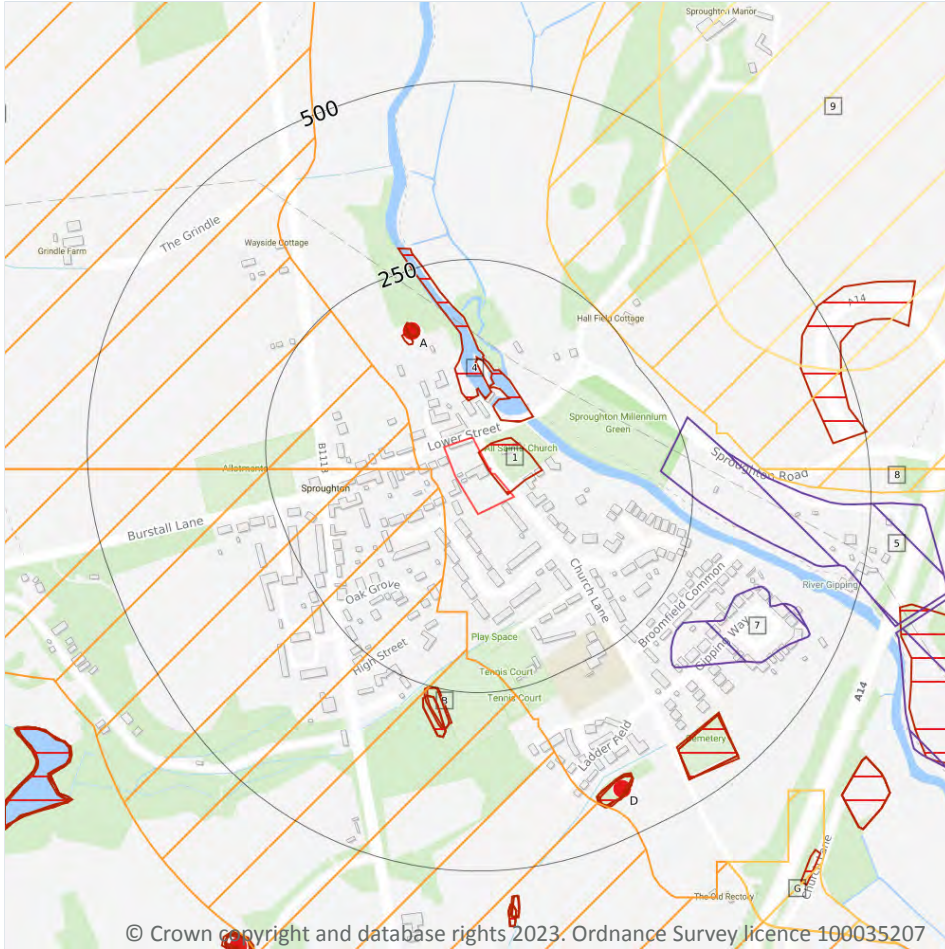 Sproughton Manor
9
500
The Grindle
Grindle Farm
Wayside Cottage
250
A14
Hall Field Cottage
A
4
Sproughton Millennium
Green
Lower Street
All Saints Church
1
B1113
Allotments
Sproughton
Sproughton Road
8
Burstall Lane
5
Oak Grove
Church Lane
Broomfield Common
River Gipping
High Street
Play Space
Gipping Way
7
Tennis Court
Tennis Court
B
A14
Ladder Field
Cemetery
D
Church Lane
G
The Old Rectory
© Crown copyright and database rights 2023. Ordnance Survey licence 100035207